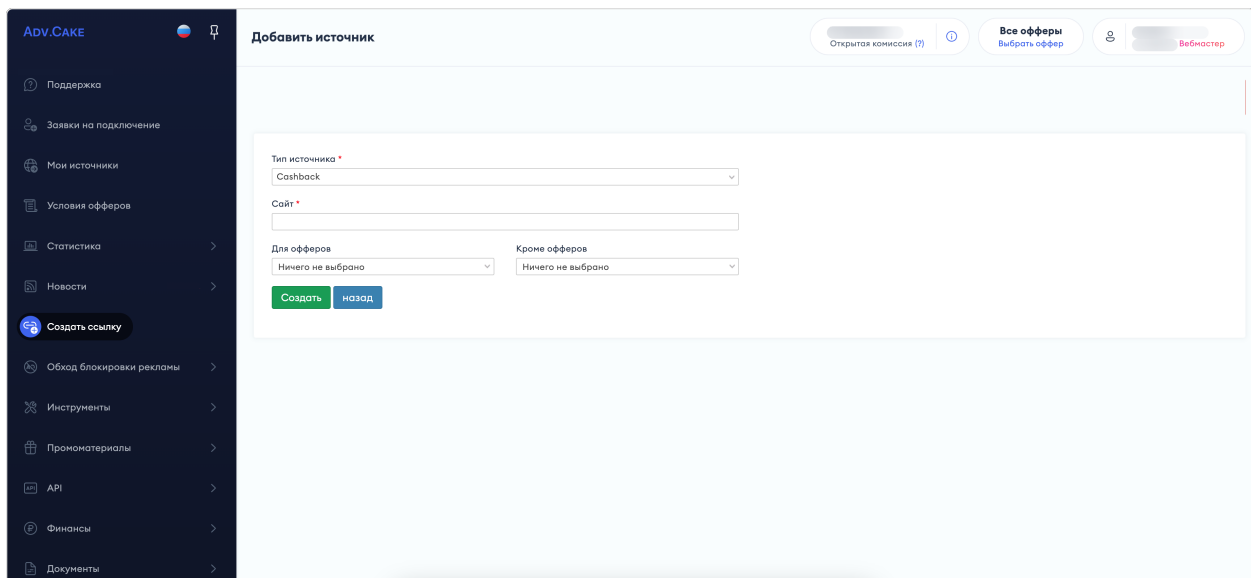 ADV.CAKE
Добавить источник
Открытая комиссия (?)
Все офферы
Выбрать оффер
Вебмастер
Поддержка
Заявки на подключение
Мои источники
Условия офферов
Статистика
Новости
Создать ссылку
Обход блокировки рекламы
Инструменты
Промоматериалы
API
API
Финансы
Документы
Тип источника *
Cashback
Сайт *
Для офферов
Кроме офферов
Ничего не выбрано
Ничего не выбрано
Создать
назад